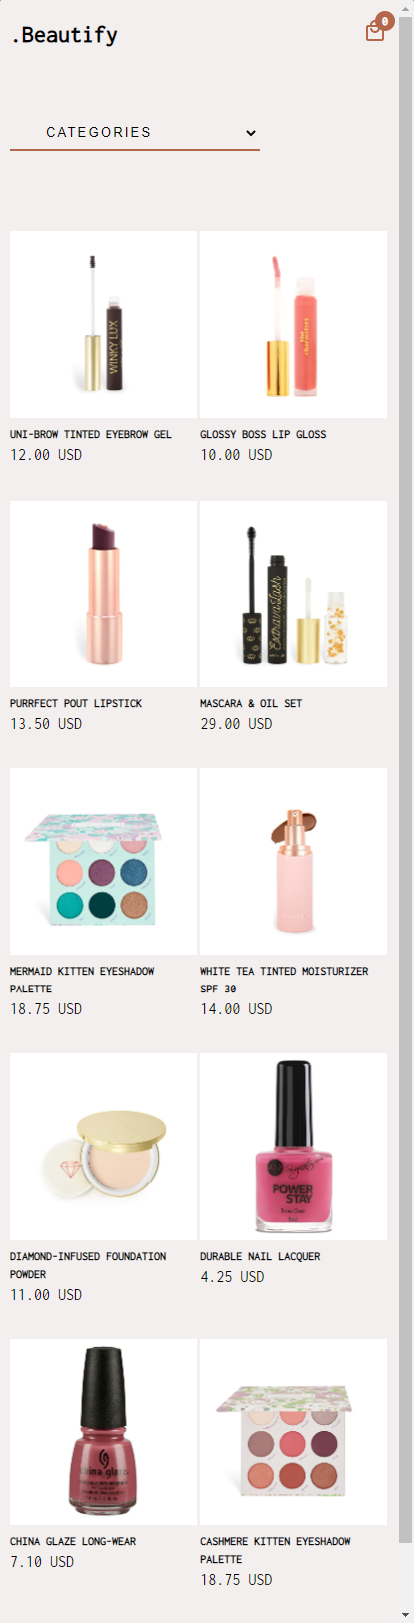 .Beautify
0
CATEGORIES
WINKY LUX
UNI-BROW TINTED EYEBROW GEL
12.00 USD
GLOSSY BOSS LIP GLOSS
10.00 USD
PURRFECT POUT LIPSTICK
13.50 USD
MASCARA & OIL SET
29.00 USD
MERMAID KITTEN EYESHADOW
PALETTE
18.75 USD
WHITE TEA TINTED MOISTURIZER
SPF 30
14.00 USD
POWER
STAY
DIAMOND-INFUSED FOUNDATION
POWDER
11.00 USD
DURABLE NAIL LACQUER
4.25 USD
china glaze
CHINA GLAZE LONG-WEAR
7.10 USD
CASHMERE KITTEN EYESHADOW
PALETTE
18.75 USD